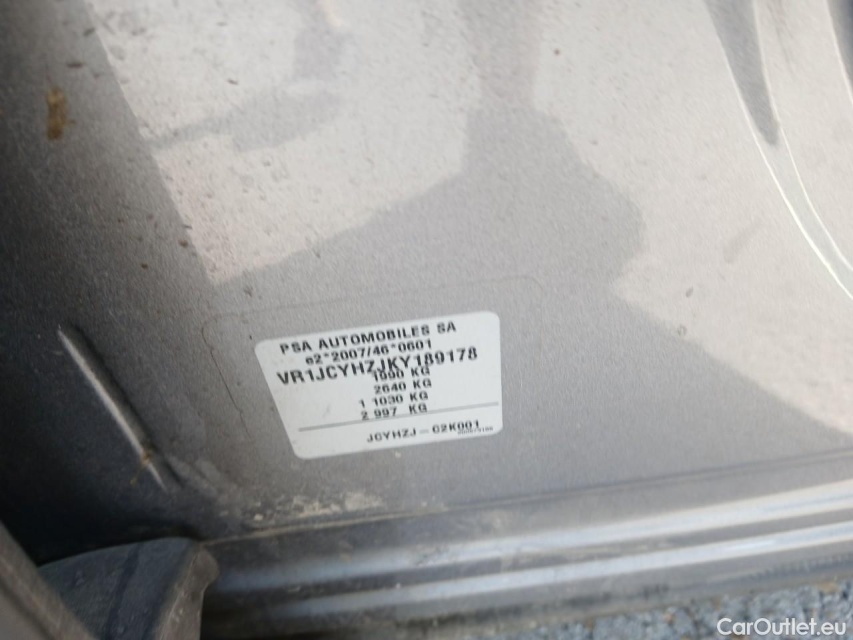 PSA AUTOMOBILES SA
e2*2007/46*0601
VR1JCYHZJKY189178
1990 KG
2640 KG
1 1030 KG
2 997 KG
JCYHZJ - C2K001
CarOutlet.eu